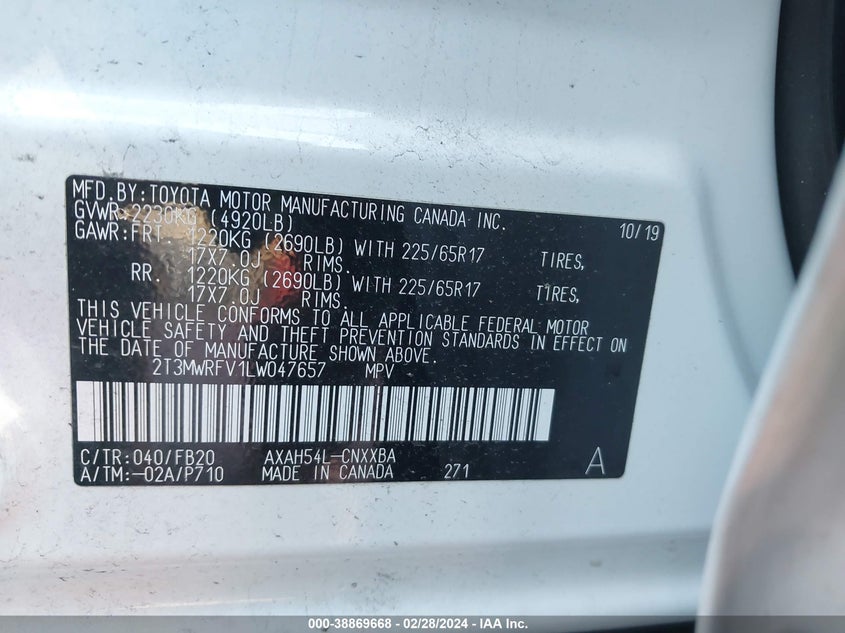 MFD.BY:TOYOTA MOTOR MANUFACTURING CANADA INC.
GVWR:2230KG (4920LB) 10/19
GAWR:FRT. 1220KG (2690LB) WITH 225/65R17 TIRES,
17X7.0J RIMS.
RR. 1220KG (2690LB) WITH 225/65R17 TIRES,
17X7.0J RIMS.
THIS VEHICLE CONFORMS TO ALL APPLICABLE FEDERAL MOTOR
VEHICLE SAFETY AND THEFT PREVENTION STANDARDS IN EFFECT ON
THE DATE OF MANUFACTURE SHOWN ABOVE.
2T3MWRFV1LW047657 MPV
C/TR:040/FB20 AXAH54L-CNXXBA
A/TM:-02A/P710 MADE IN CANADA 271 A
000-38869668 - 02/28/2024 - IAA Inc.